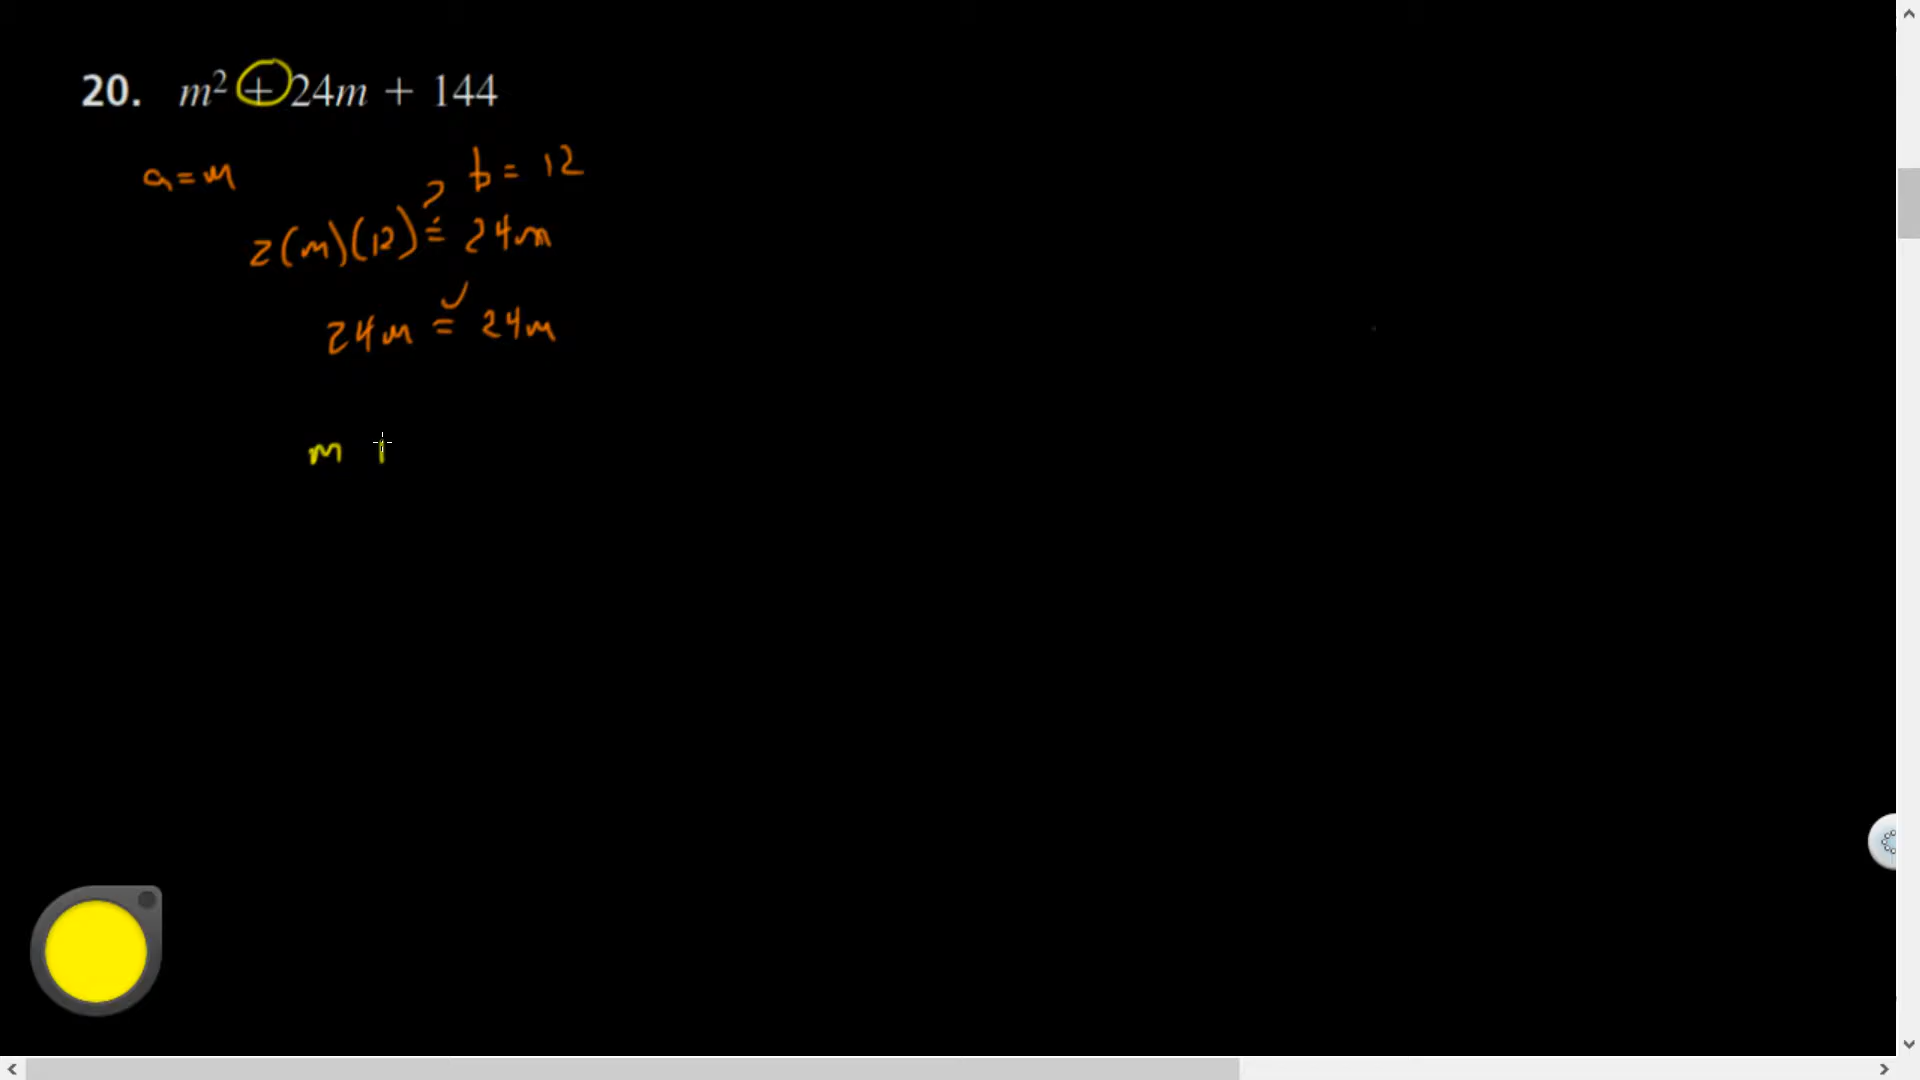 20. m² + 24m + 144
a = m
b = 12
2(m)(12) ?= 24m
24m =✓ 24m
m +